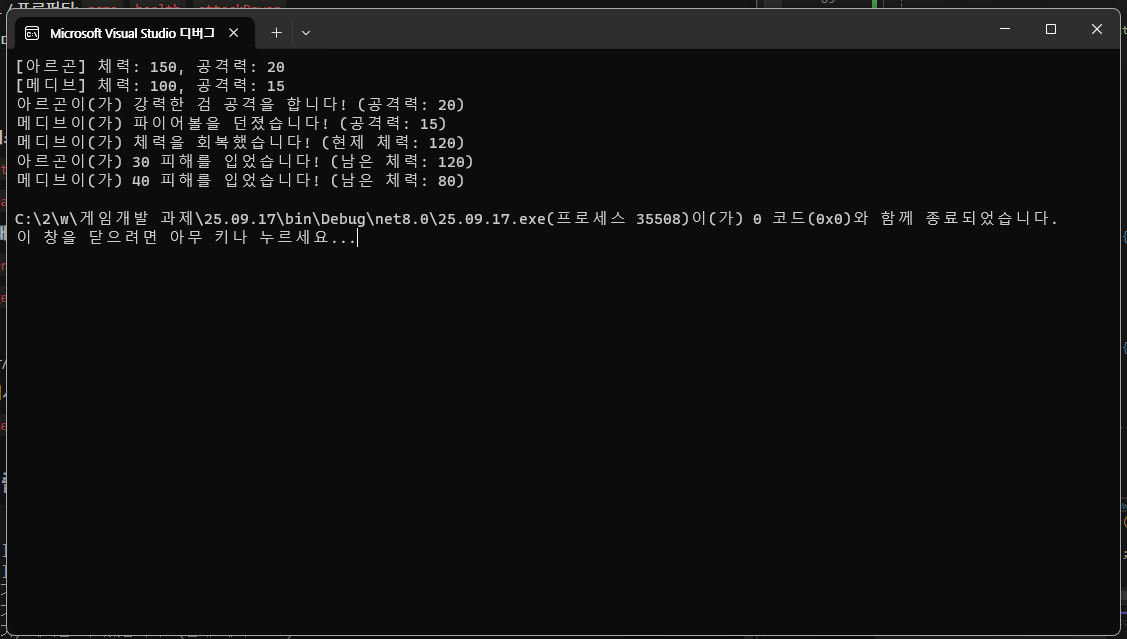 / 프로퍼티: name, health, attackPower
Microsoft Visual Studio 디버그
[아르곤] 체력: 150, 공격력: 20
[메디브] 체력: 100, 공격력: 15
아르곤이(가) 강력한 검 공격을 합니다! (공격력: 20)
메디브이(가) 파이어볼을 던졌습니다! (공격력: 15)
메디브이(가) 체력을 회복했습니다! (현제 체력: 120)
아르곤이(가) 30 피해를 입었습니다! (남은 체력: 120)
메디브이(가) 40 피해를 입었습니다! (남은 체력: 80)
C:\2\w\게임개발 과제\25.09.17\bin\Debug\net8.0\25.09.17.exe(프로세스 35508)이(가) 0 코드(0x0)와 함께 종료되었습니다.
이 창을 닫으려면 아무 키나 누르세요...